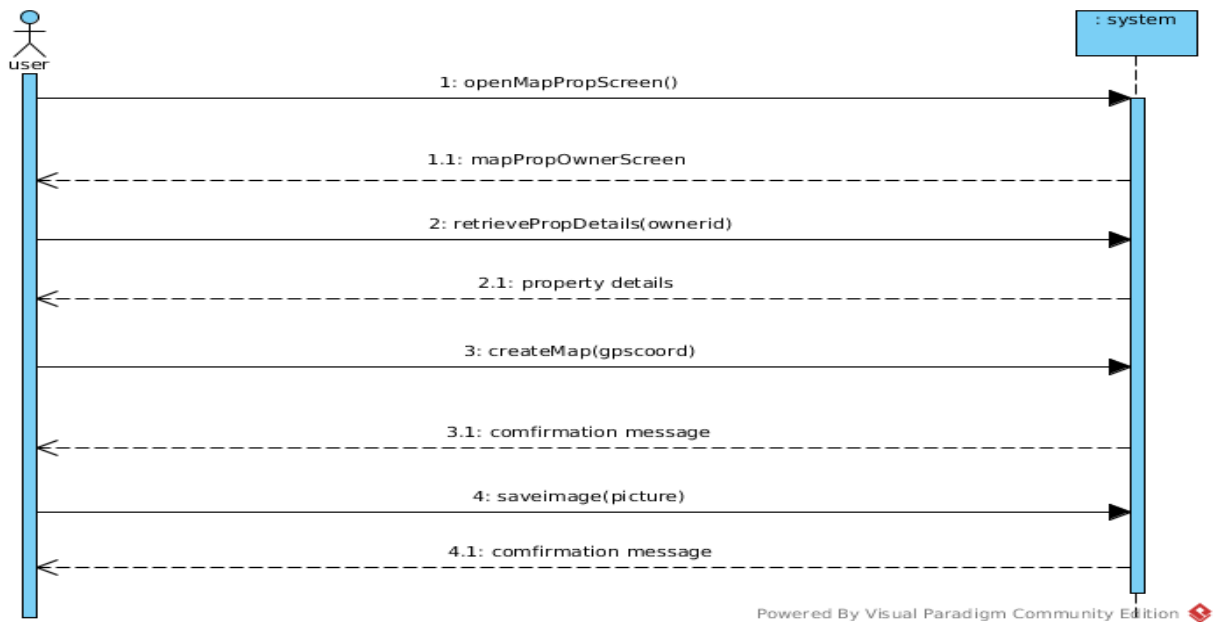 : system
user
1: openMapPropScreen()
1.1: mapPropOwnerScreen
2: retrievePropDetails(ownerid)
2.1: property details
3: createMap(gpscoord)
3.1: comfirmation message
4: saveimage(picture)
4.1: comfirmation message
Powered By Visual Paradigm Community Edition